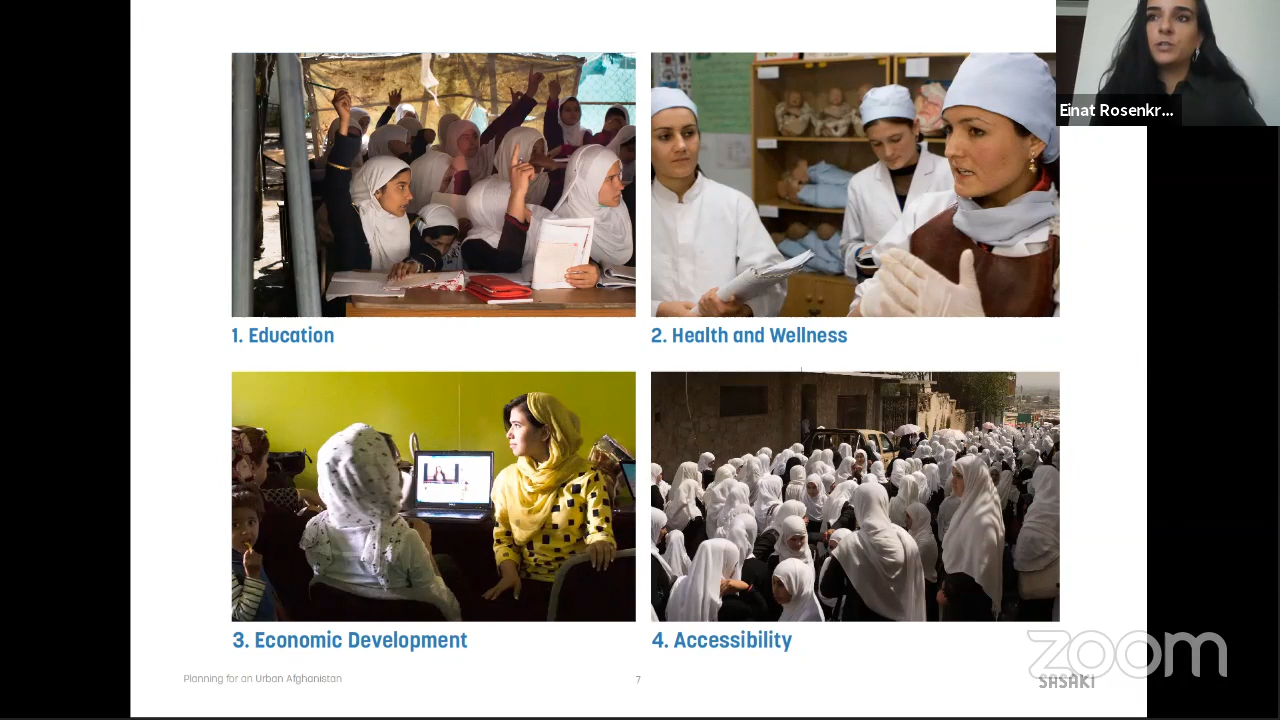 Einat Rosenkr...
1. Education
2. Health and Wellness
3. Economic Development
4. Accessibility
zoom
Planning for an Urban Afghanistan
7
SASAKI